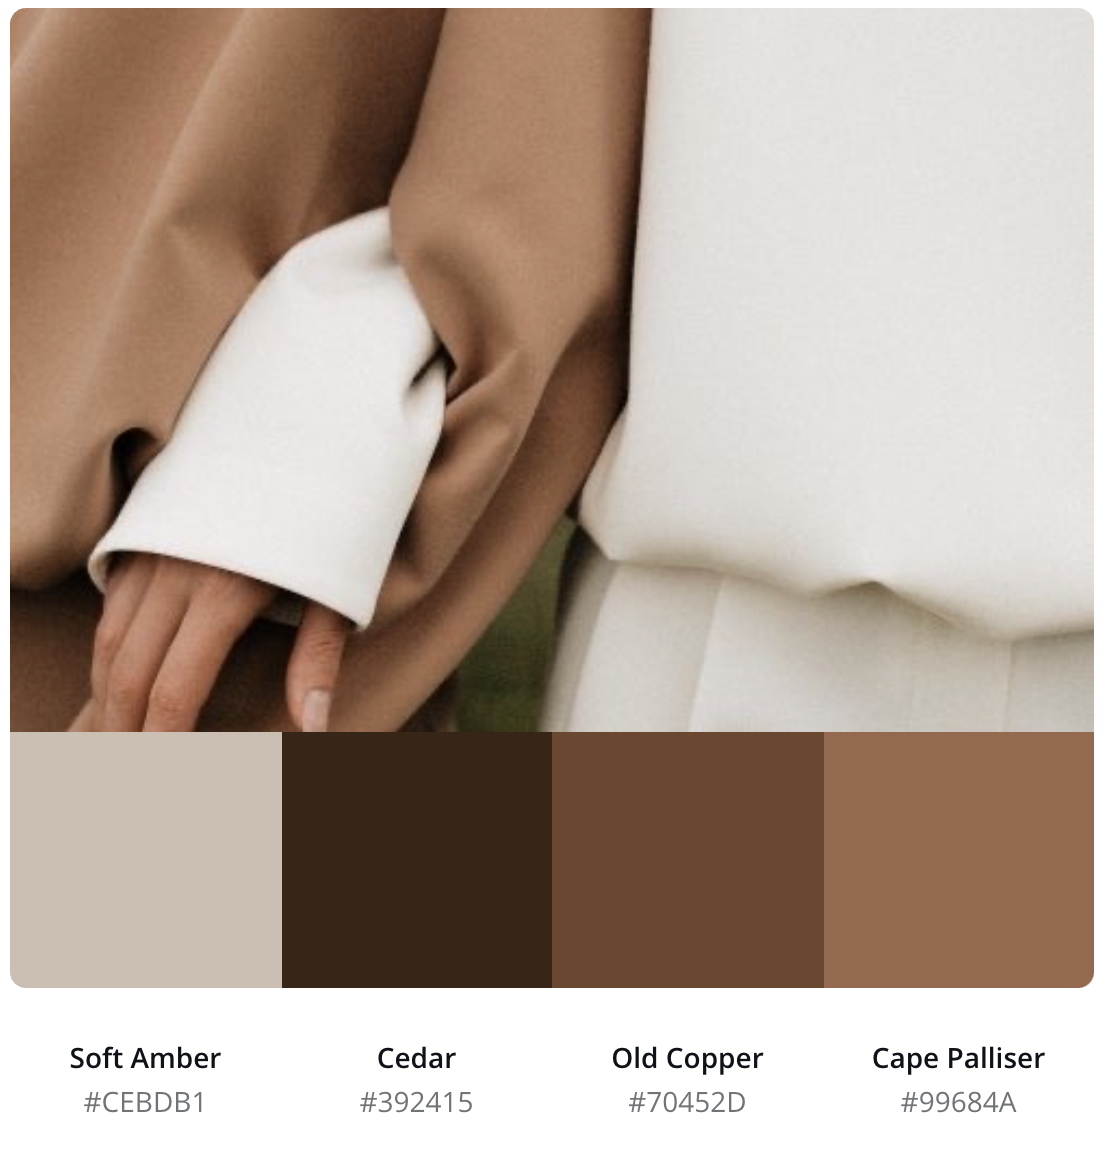 Soft Amber
#CEBDB1
Cedar
#392415
Old Copper
#70452D
Cape Palliser
#99684A